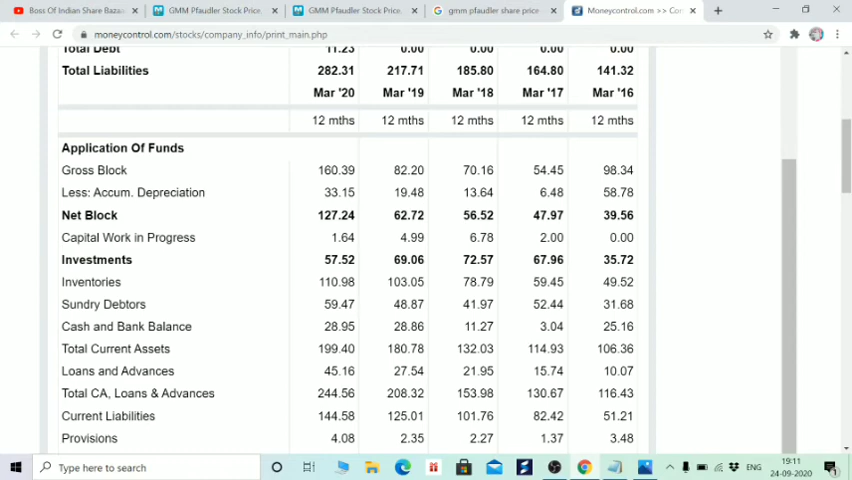 Boss Of Indian Share Bazaa
GMM Pfaudler Stock Price,
GMM Pfaudler Stock Price,
gmm pfaudler share price -
Moneycontrol.com >> Con
moneycontrol.com/stocks/company_info/print_main.php
Total Debt 11.23 0.00 0.00 0.00 0.00
Total Liabilities 282.31 217.71 185.80 164.80 141.32
Mar '20 Mar '19 Mar '18 Mar '17 Mar '16
12 mths 12 mths 12 mths 12 mths 12 mths
Application Of Funds
Gross Block 160.39 82.20 70.16 54.45 98.34
Less: Accum. Depreciation 33.15 19.48 13.64 6.48 58.78
Net Block 127.24 62.72 56.52 47.97 39.56
Capital Work in Progress 1.64 4.99 6.78 2.00 0.00
Investments 57.52 69.06 72.57 67.96 35.72
Inventories 110.98 103.05 78.79 59.45 49.52
Sundry Debtors 59.47 48.87 41.97 52.44 31.68
Cash and Bank Balance 28.95 28.86 11.27 3.04 25.16
Total Current Assets 199.40 180.78 132.03 114.93 106.36
Loans and Advances 45.16 27.54 21.95 15.74 10.07
Total CA, Loans & Advances 244.56 208.32 153.98 130.67 116.43
Current Liabilities 144.58 125.01 101.76 82.42 51.21
Provisions 4.08 2.35 2.27 1.37 3.48
Type here to search
ENG
19:11
24-09-2020